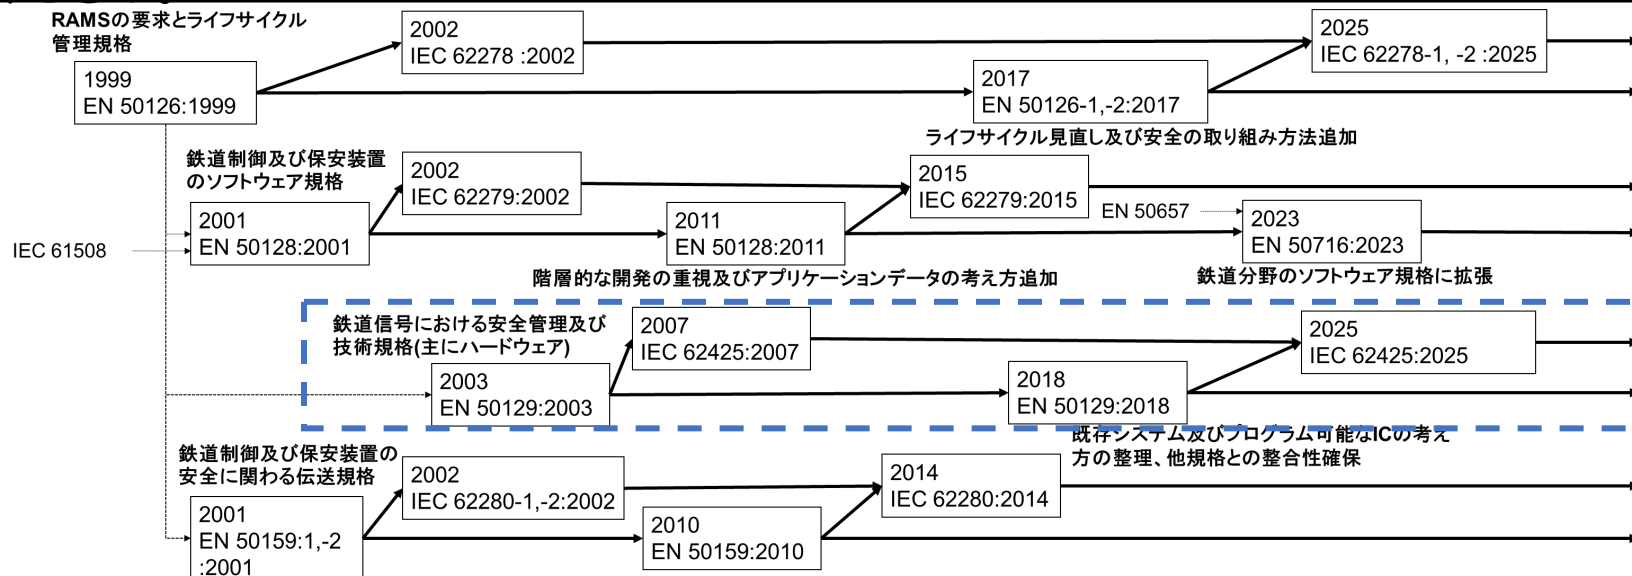 RAMSの要求とライフサイクル
管理規格
1999
EN 50126:1999
2002
IEC 62278 :2002
2017
EN 50126-1,-2:2017
2025
IEC 62278-1, -2 :2025
ライフサイクル見直し及び安全の取り組み方法追加
鉄道制御及び保安装置
のソフトウェア規格
2001
EN 50128:2001
IEC 61508
2002
IEC 62279:2002
2011
EN 50128:2011
2015
IEC 62279:2015
EN 50657
2023
EN 50716:2023
階層的な開発の重視及びアプリケーションデータの考え方追加
鉄道分野のソフトウェア規格に拡張
鉄道信号における安全管理及び
技術規格(主にハードウェア)
2003
EN 50129:2003
2007
IEC 62425:2007
2018
EN 50129:2018
2025
IEC 62425:2025
既存システム及びプログラム可能なICの考え
方の整理、他規格との整合性確保
鉄道制御及び保安装置の
安全に関わる伝送規格
2001
EN 50159:1,-2
:2001
2002
IEC 62280-1,-2:2002
2010
EN 50159:2010
2014
IEC 62280:2014